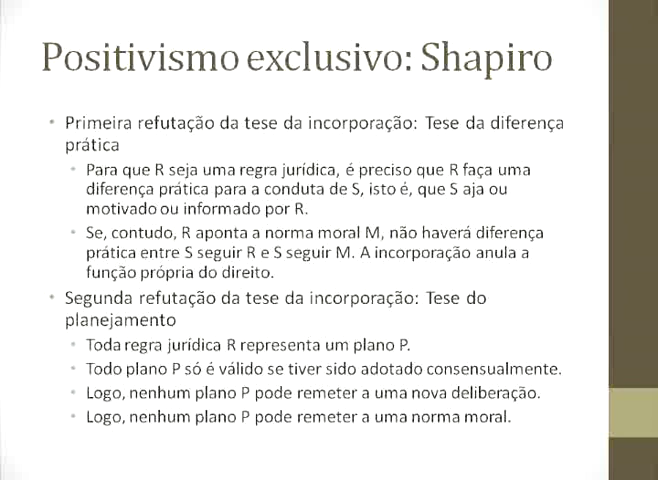 Positivismo exclusivo: Shapiro
• Primeira refutação da tese da incorporação: Tese da diferença
prática
• Para que R seja uma regra jurídica, é preciso que R faça uma
diferença prática para a conduta de S, isto é, que S aja ou
motivado ou informado por R.
• Se, contudo, R aponta a norma moral M, não haverá diferença
prática entre S seguir R e S seguir M. A incorporação anula a
função própria do direito.
• Segunda refutação da tese da incorporação: Tese do
planejamento
• Toda regra jurídica R representa um plano P.
• Todo plano P só é válido se tiver sido adotado consensualmente.
• Logo, nenhum plano P pode remeter a uma nova deliberação.
• Logo, nenhum plano P pode remeter a uma norma moral.